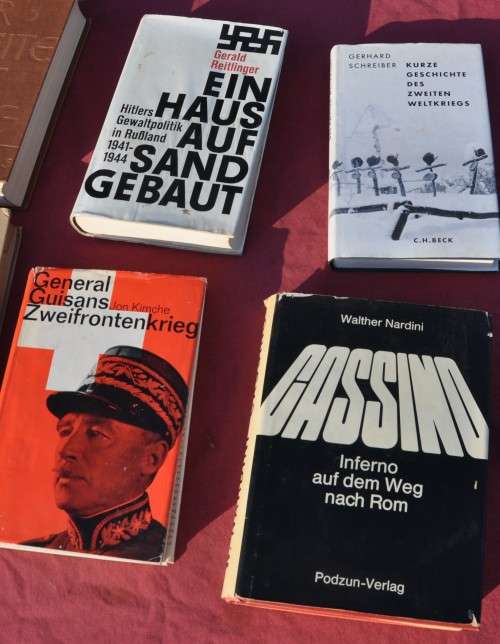 Gerald
Reitlinger
EIN
HAUS
AUF
SAND
GEBAUT
Hitlers
Gewaltpolitik
in Rußland
1941-
1944
GERHARD
SCHREIBER
KURZE
GESCHICHTE
DES
ZWEITEN
WELTKRIEGS
C.H.BECK
General
Guisans Jon Kimche
Zweifrontenkrieg
Walther Nardini
CASSINO
Inferno
auf dem Weg
nach Rom
Podzun-Verlag